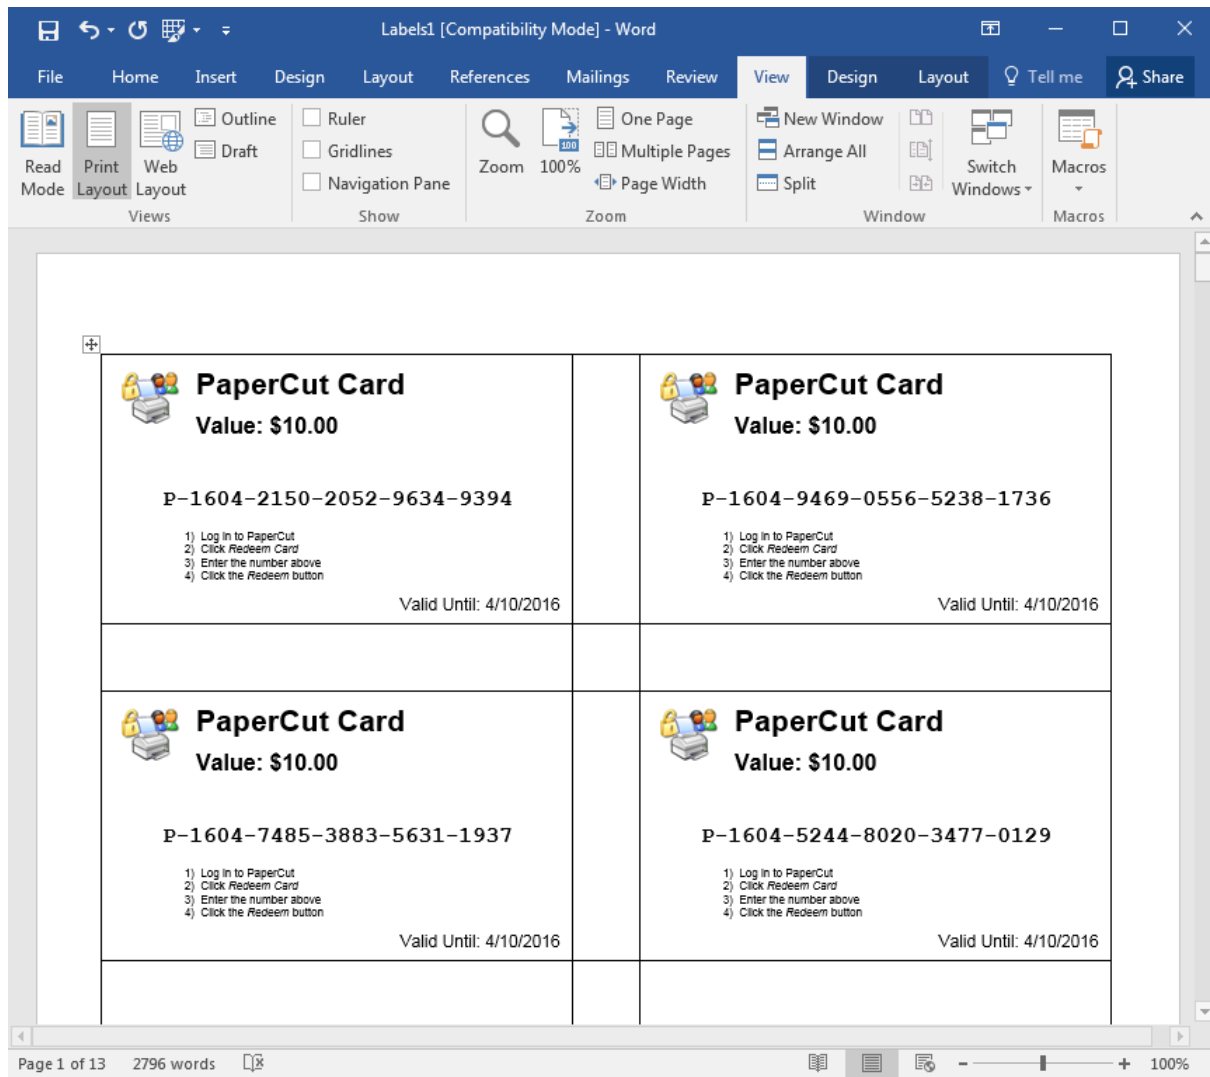 Labels1 [Compatibility Mode] - Word
File Home Insert Design Layout References Mailings Review View Design Layout Tell me Share
Read Mode
Print Layout
Web Layout
Outline
Draft
Views
Ruler
Gridlines
Navigation Pane
Show
Zoom
100
100%
One Page
Multiple Pages
Page Width
Zoom
New Window
Arrange All
Split
Switch Windows
Window
Macros
Macros
PaperCut Card
Value: $10.00
P-1604-2150-2052-9634-9394
1) Log in to PaperCut
2) Click Redeem Card
3) Enter the number above
4) Click the Redeem button
Valid Until: 4/10/2016
PaperCut Card
Value: $10.00
P-1604-9469-0556-5238-1736
1) Log in to PaperCut
2) Click Redeem Card
3) Enter the number above
4) Click the Redeem button
Valid Until: 4/10/2016
PaperCut Card
Value: $10.00
P-1604-7485-3883-5631-1937
1) Log in to PaperCut
2) Click Redeem Card
3) Enter the number above
4) Click the Redeem button
Valid Until: 4/10/2016
PaperCut Card
Value: $10.00
P-1604-5244-8020-3477-0129
1) Log in to PaperCut
2) Click Redeem Card
3) Enter the number above
4) Click the Redeem button
Valid Until: 4/10/2016
Page 1 of 13 2796 words 100%